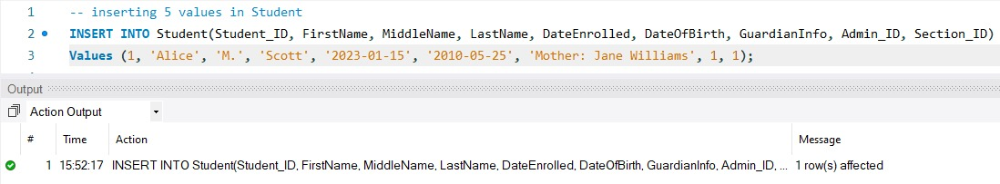 1 -- inserting 5 values in Student
2 INSERT INTO Student(Student_ID, FirstName, MiddleName, LastName, DateEnrolled, DateOfBirth, GuardianInfo, Admin_ID, Section_ID)
3 Values (1, 'Alice', 'M.', 'Scott', '2023-01-15', '2010-05-25', 'Mother: Jane Williams', 1, 1);
Output
Action Output
# Time Action Message
1 15:52:17 INSERT INTO Student(Student_ID, FirstName, MiddleName, LastName, DateEnrolled, DateOfBirth, GuardianInfo, Admin_ID, ... 1 row(s) affected